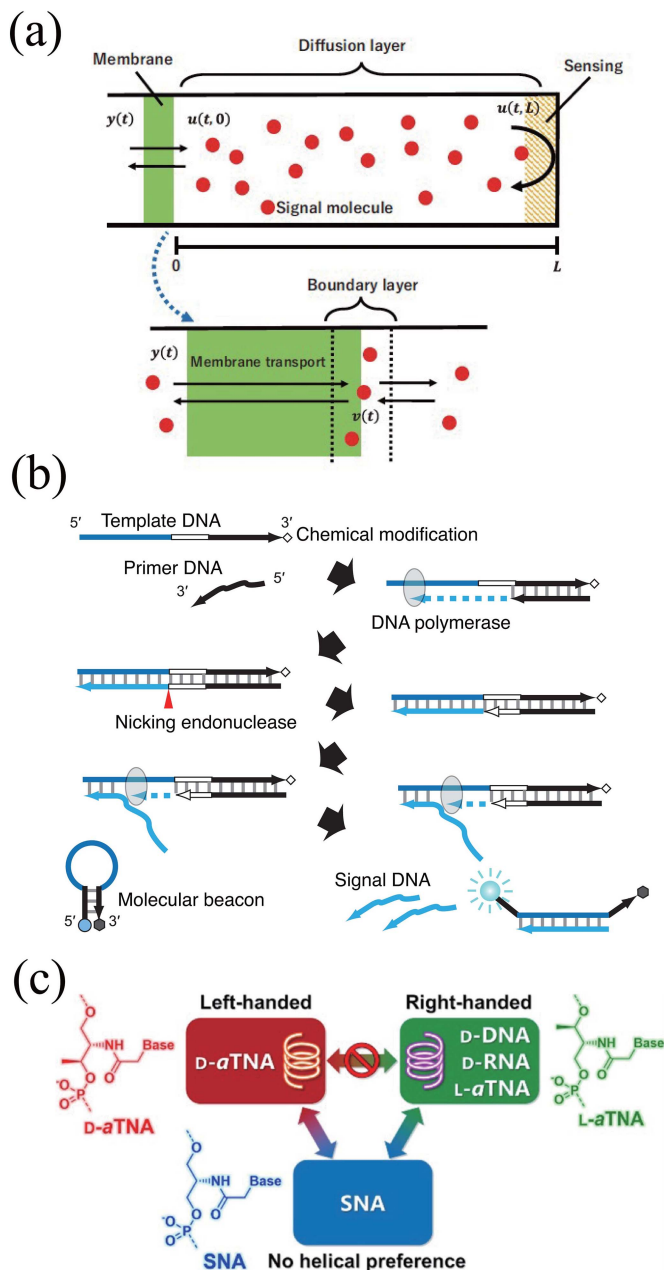 (a)
Diffusion layer
Membrane
Sensing
y(t)
u(t, 0)
u(t, L)
Signal molecule
0
L
Boundary layer
y(t)
Membrane transport
v(t)
(b)
5′ Template DNA 3′
Chemical modification
Primer DNA
3′ 5′
DNA polymerase
Nicking endonuclease
Molecular beacon
5′ 3′
Signal DNA
(c)
Left-handed
Right-handed
O
NH
Base
O
O
⁻O P
O
D-aTNA
D-aTNA
D-DNA
D-RNA
L-aTNA
O
NH
Base
O
O
⁻O P
O
L-aTNA
O
NH
Base
O
O
⁻O P
O
SNA
SNA
No helical preference